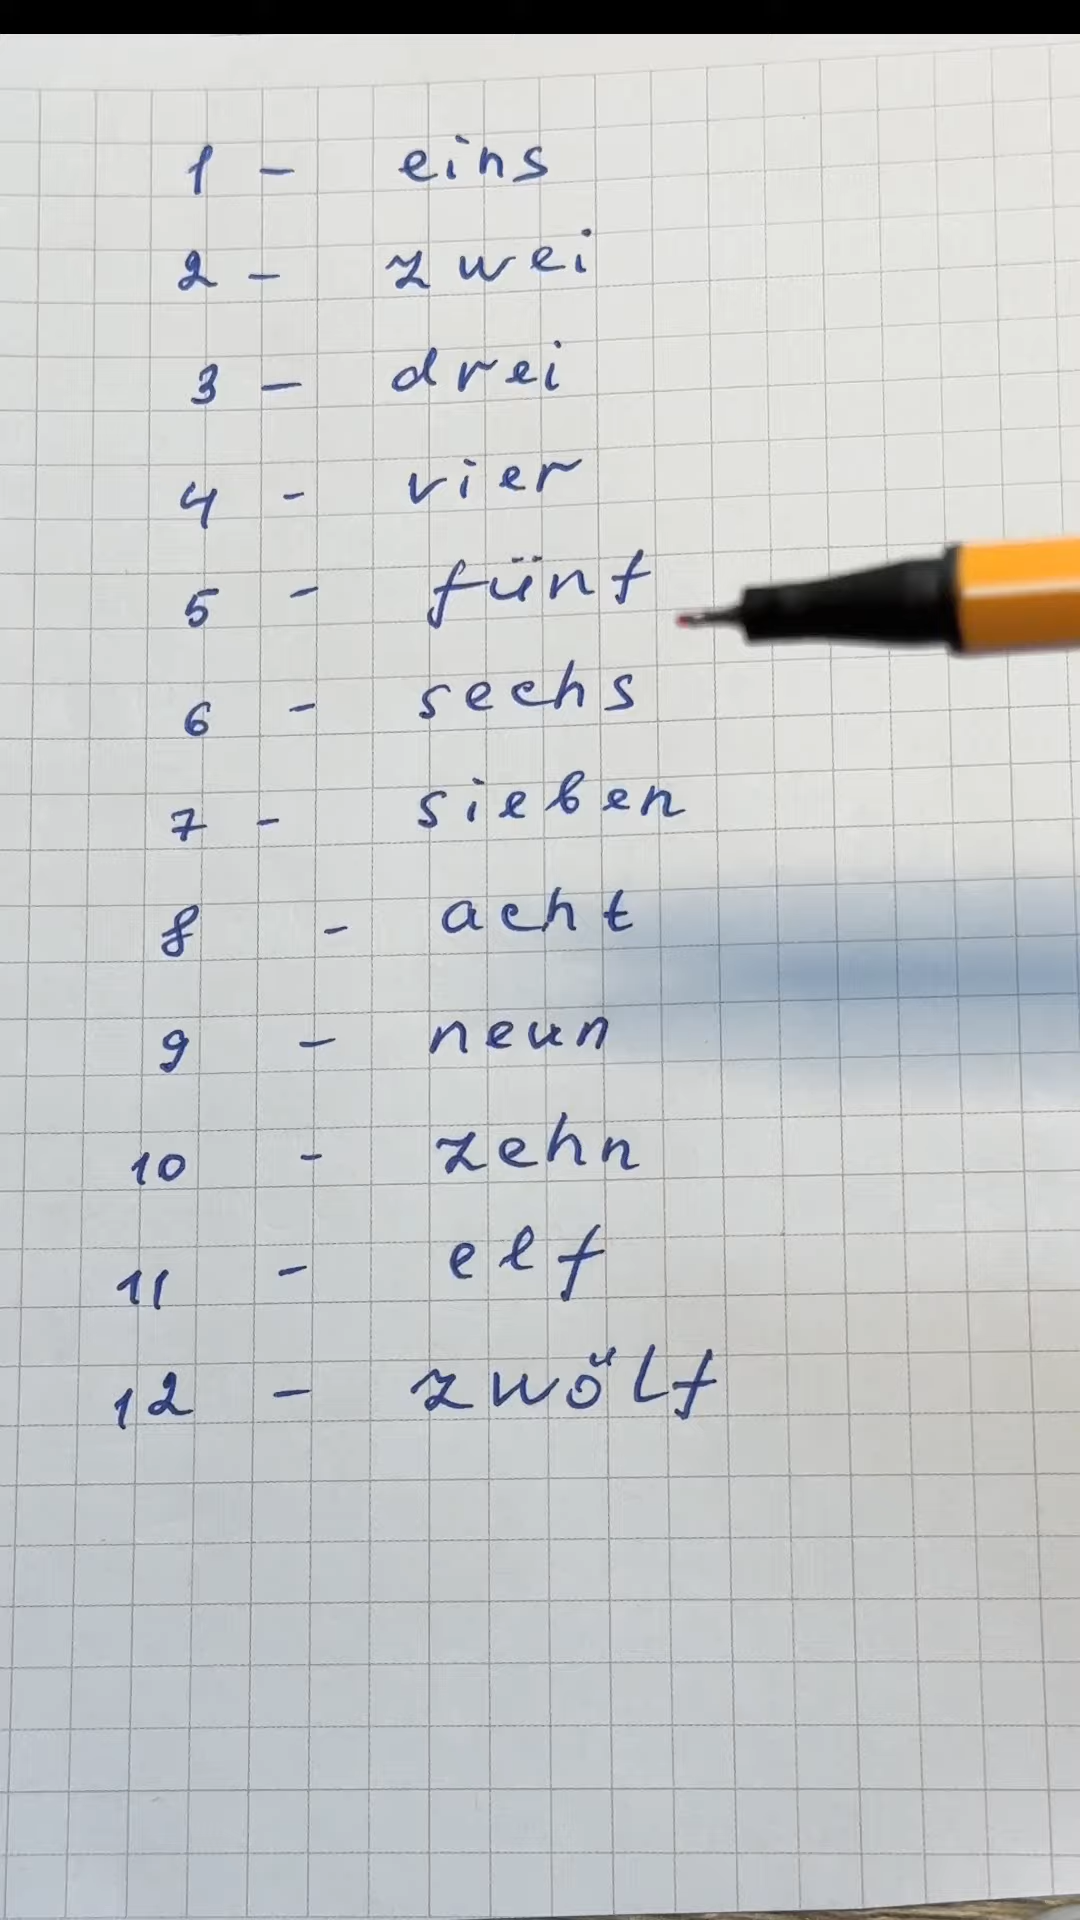 1 - eins
2 - zwei
3 - drei
4 - vier
5 - fünf
6 - sechs
7 - sieben
8 - acht
9 - neun
10 - zehn
11 - elf
12 - zwölf